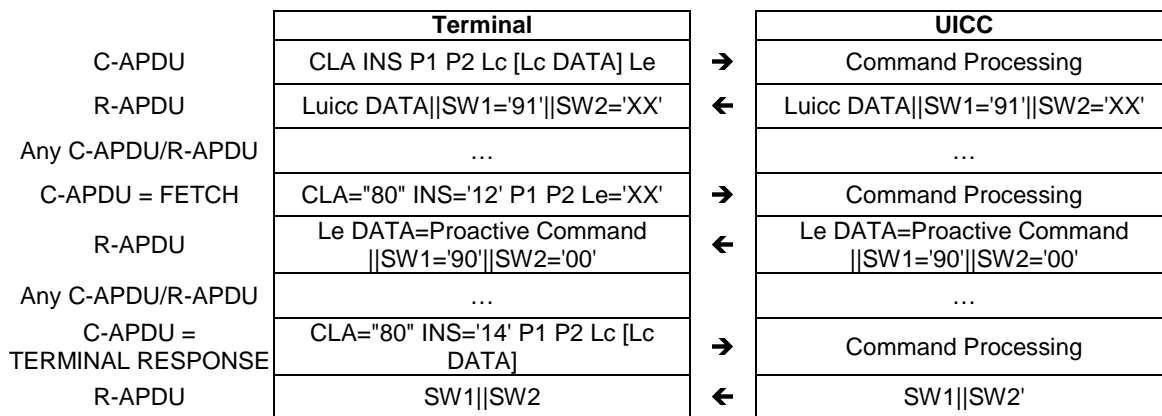 Terminal UICC
C-APDU CLA INS P1 P2 Lc [Lc DATA] Le ➔ Command Processing
R-APDU Luicc DATA||SW1='91'||SW2='XX' 🡰 Luicc DATA||SW1='91'||SW2='XX'
Any C-APDU/R-APDU … …
C-APDU = FETCH CLA="80" INS='12' P1 P2 Le='XX' ➔ Command Processing
R-APDU Le DATA=Proactive Command 🡰 Le DATA=Proactive Command
||SW1='90'||SW2='00' ||SW1='90'||SW2='00'
Any C-APDU/R-APDU … …
C-APDU = CLA="80" INS='14' P1 P2 Lc [Lc ➔ Command Processing
TERMINAL RESPONSE DATA]
R-APDU SW1||SW2 🡰 SW1||SW2'